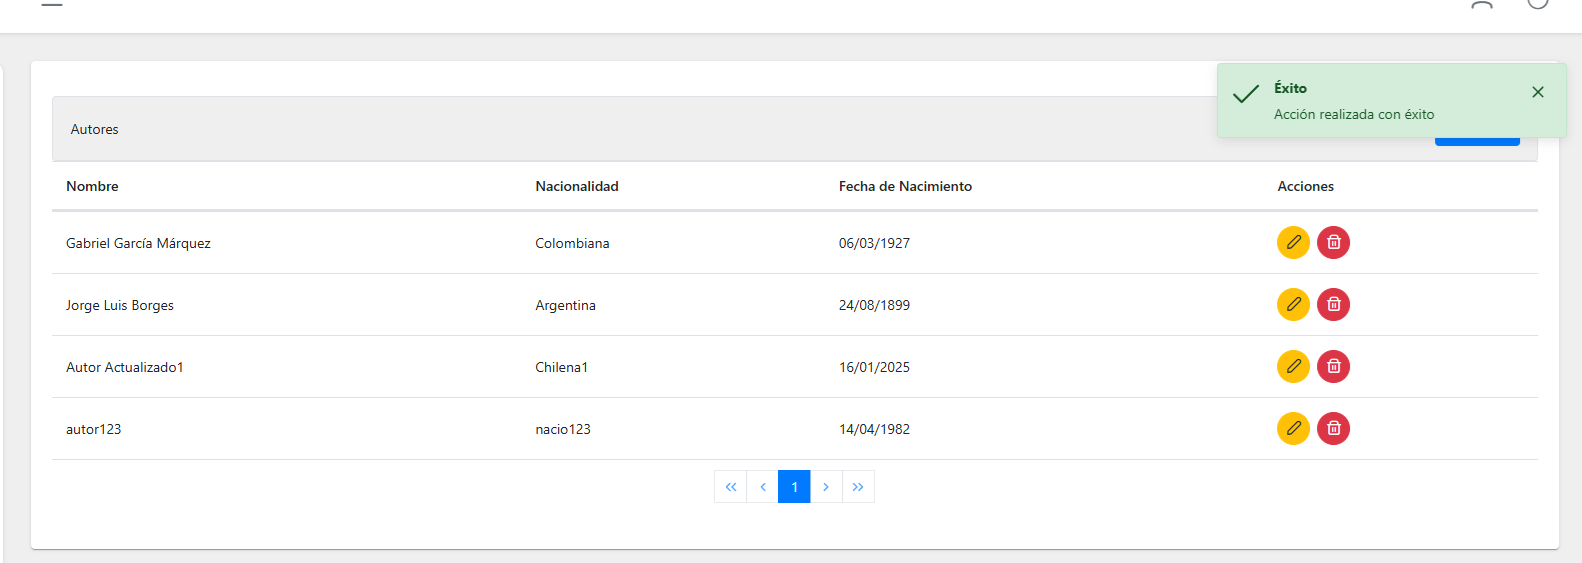 Éxito
Acción realizada con éxito
Autores
Nombre Nacionalidad Fecha de Nacimiento Acciones
Gabriel García Márquez Colombiana 06/03/1927
Jorge Luis Borges Argentina 24/08/1899
Autor Actualizado1 Chilena1 16/01/2025
autor123 nacio123 14/04/1982
1